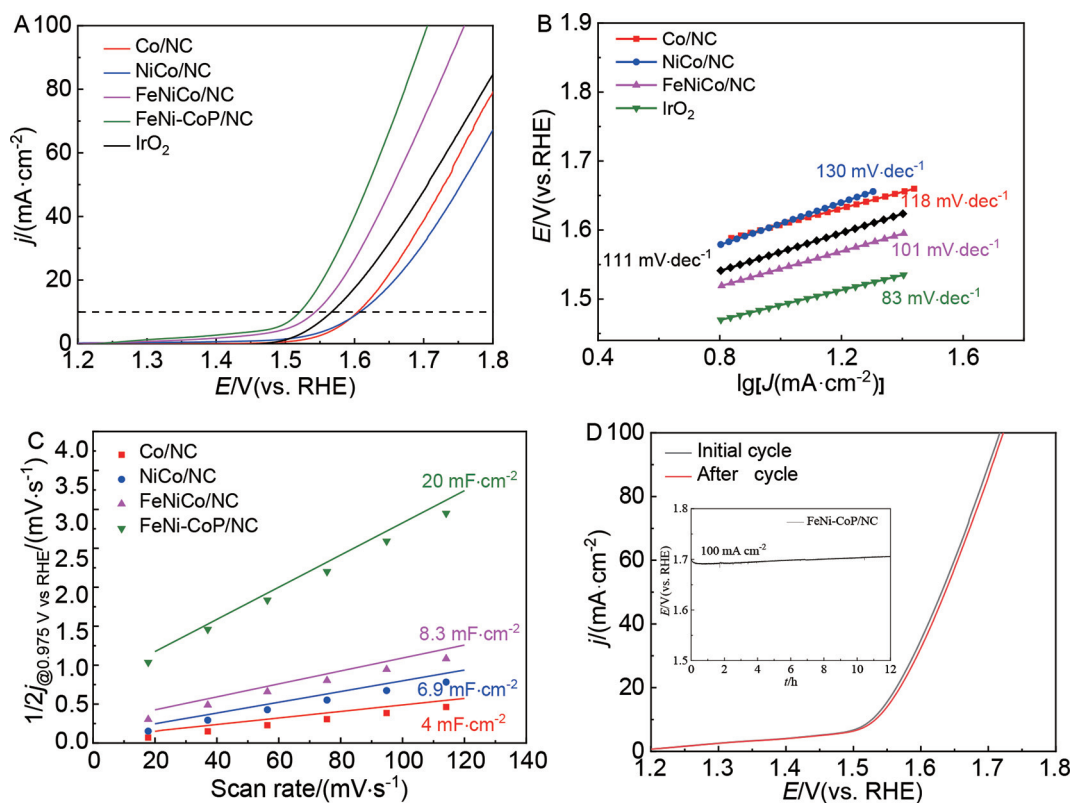 A
j/(mA·cm⁻²)
100
80
60
40
20
0
Co/NC
NiCo/NC
FeNiCo/NC
FeNi-CoP/NC
IrO₂
1.2 1.3 1.4 1.5 1.6 1.7 1.8
E/V(vs. RHE)
B
E/V(vs.RHE)
1.9
1.8
1.7
1.6
1.5
Co/NC
NiCo/NC
FeNiCo/NC
IrO₂
130 mV·dec⁻¹
118 mV·dec⁻¹
111 mV·dec⁻¹
101 mV·dec⁻¹
83 mV·dec⁻¹
0.4 0.8 1.2 1.6
lg[J(mA·cm⁻²)]
C
1/2j@0.975 V vs RHE/(mV·s⁻¹)
4.0
3.5
3.0
2.5
2.0
1.5
1.0
0.5
0.0
Co/NC
NiCo/NC
FeNiCo/NC
FeNi-CoP/NC
20 mF·cm⁻²
8.3 mF·cm⁻²
6.9 mF·cm⁻²
4 mF·cm⁻²
0 20 40 60 80 100 120 140
Scan rate/(mV·s⁻¹)
D
j/(mA·cm⁻²)
100
80
60
40
20
0
Initial cycle
After cycle
E/V(vs. RHE)
1.8
1.7
1.6
1.5
FeNi-CoP/NC
100 mA cm⁻²
0 2 4 6 8 10 12
t/h
1.2 1.3 1.4 1.5 1.6 1.7 1.8
E/V(vs. RHE)